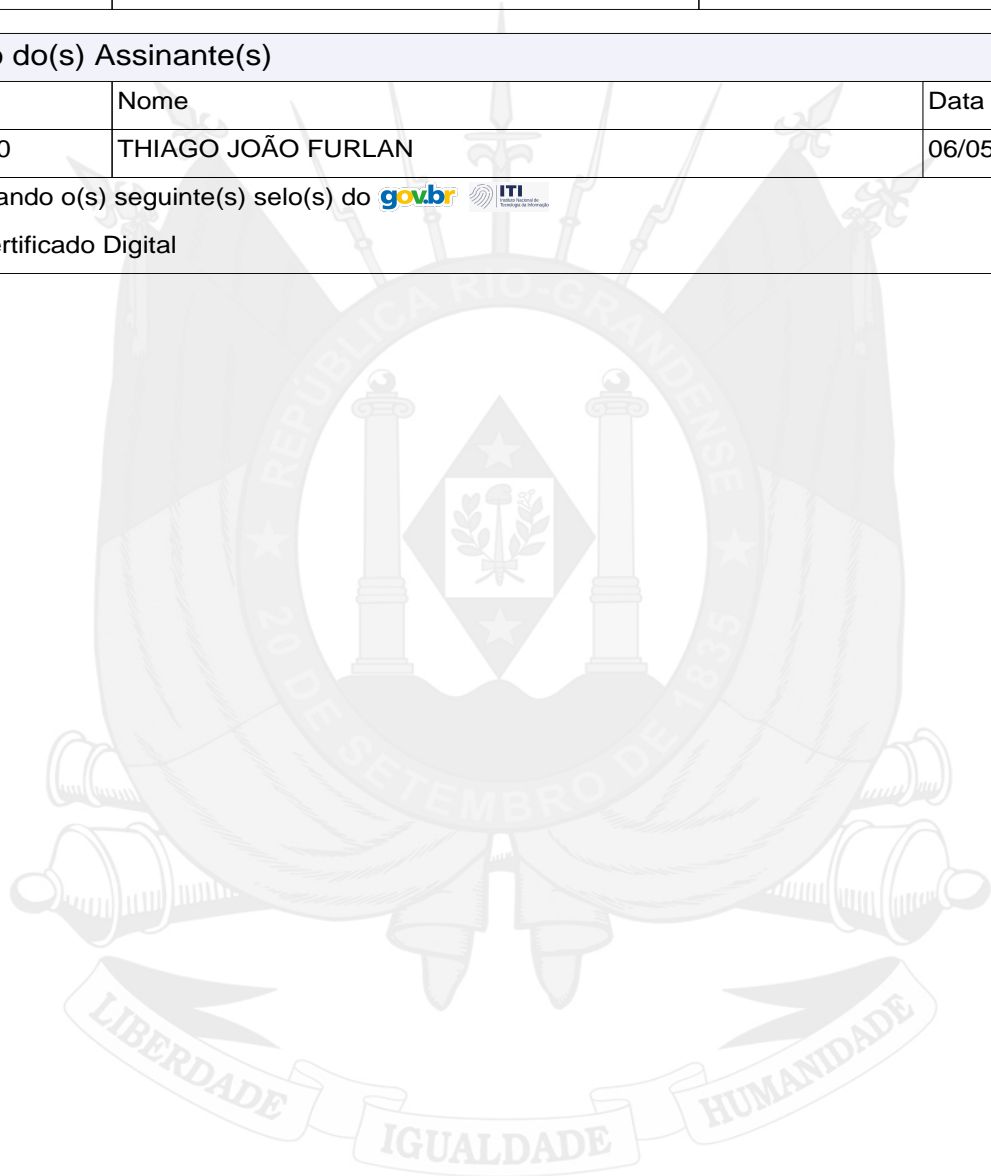 o do(s) Assinante(s)
Nome Data
0 THIAGO JOÃO FURLAN 06/05
ando o(s) seguinte(s) selo(s) do gov.br ITI
rtificado Digital
REPÚBLICA RIO-GRANDENSE
20 DE SETEMBRO DE 1835
LIBERDADE IGUALDADE HUMANIDADE